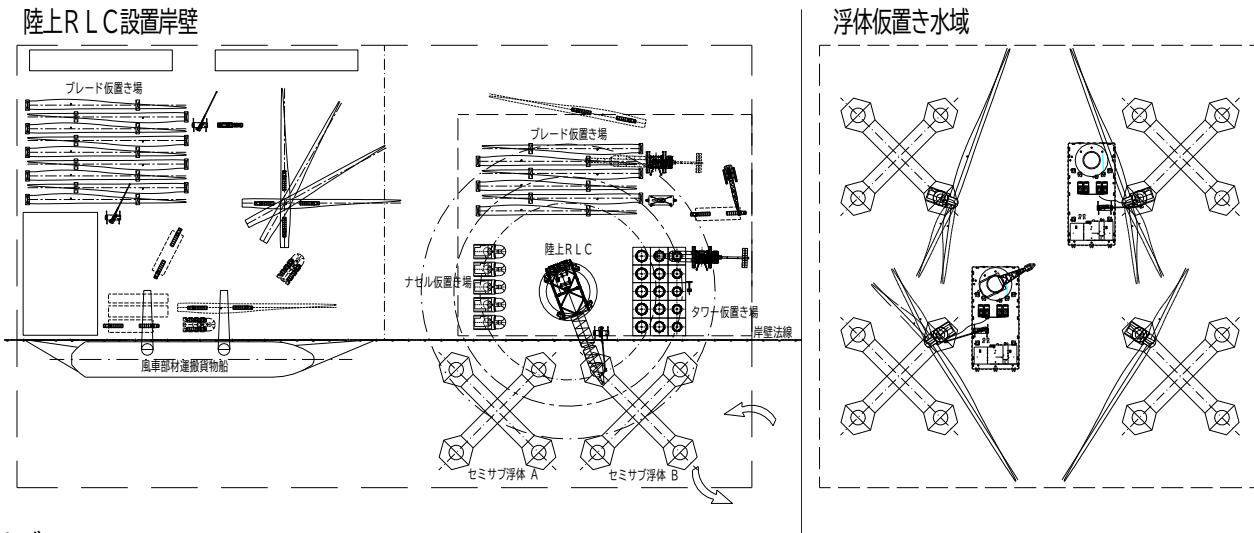 陸上ＲＬＣ設置岸壁
浮体仮置き水域
ブレード仮置き場
ブレード仮置き場
陸上RLC
ナセル仮置き場
タワー仮置き場
岸壁法線
風車部材運搬貨物船
セミサブ浮体 A
セミサブ浮体 B